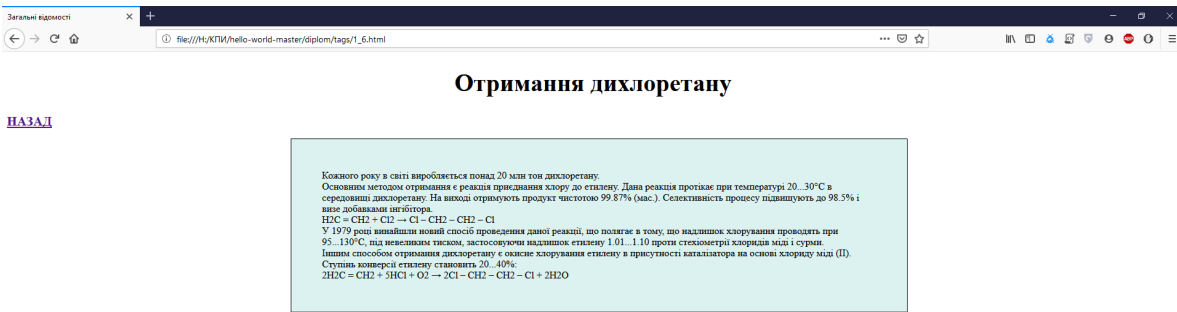 Загальні відомості
file:///H:/КПИ/hello-world-master/diplom/tags/1_6.html
Отримання дихлоретану
НАЗАД
Кожного року в світі виробляється понад 20 млн тон дихлоретану.
Основним методом отримання є реакція приєднання хлору до етилену. Дана реакція протікає при температурі 20...30°C в
середовищі дихлоретану. На виході отримують продукт чистотою 99.87% (мас.). Селективність процесу підвищують до 98.5% і
визе добавками інгібітора.
H2C = CH2 + Cl2 → Cl – CH2 – CH2 – Cl
У 1979 році винайшли новий спосіб проведення даної реакції, що полягає в тому, що надлишок хлорування проводять при
95...130°C, під невеликим тиском, застосовуючи надлишок етилену 1.01...1.10 проти стехіометрії хлоридів міді і сурми.
Іншим способом отримання дихлоретану є окисне хлорування етилену в присутності каталізатора на основі хлориду міді (II).
Ступінь конверсії етилену становить 20...40%:
2H2C = CH2 + 5HCl + O2 → 2Cl – CH2 – CH2 – Cl + 2H2O